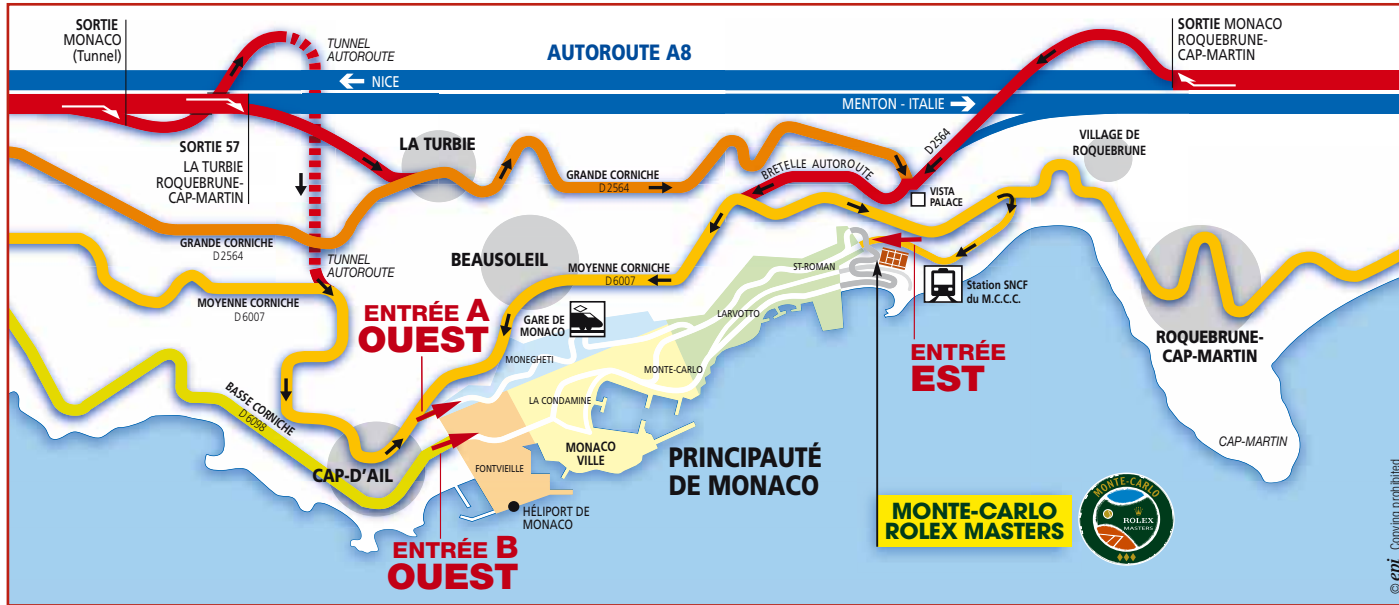 SORTIE
MONACO
(Tunnel)
TUNNEL
AUTOROUTE
AUTOROUTE A8
SORTIE MONACO
ROQUEBRUNE-
CAP-MARTIN
NICE
MENTON - ITALIE
SORTIE 57
LA TURBIE
ROQUEBRUNE-
CAP-MARTIN
LA TURBIE
D2564
VILLAGE DE
ROQUEBRUNE
BRETELLE AUTOROUTE
GRANDE CORNICHE
D2564
VISTA
PALACE
GRANDE CORNICHE
D2564
TUNNEL
AUTOROUTE
BEAUSOLEIL
MOYENNE CORNICHE
D6007
ST-ROMAN
MOYENNE CORNICHE
D6007
Station SNCF
du M.C.C.C.
ENTRÉE A
OUEST
GARE DE
MONACO
LARVOTTO
ROQUEBRUNE-
CAP-MARTIN
MONEGHETI
ENTRÉE
EST
MONTE-CARLO
BASSE CORNICHE
D6098
LA CONDAMINE
CAP-MARTIN
MONACO
VILLE
PRINCIPAUTÉ
DE MONACO
CAP-D'AIL
FONTVIEILLE
HÉLIPORT DE
MONACO
MONTE-CARLO
ROLEX MASTERS
MONTE-CARLO
ROLEX
MASTERS
ENTRÉE B
OUEST
© epi Copying prohibited